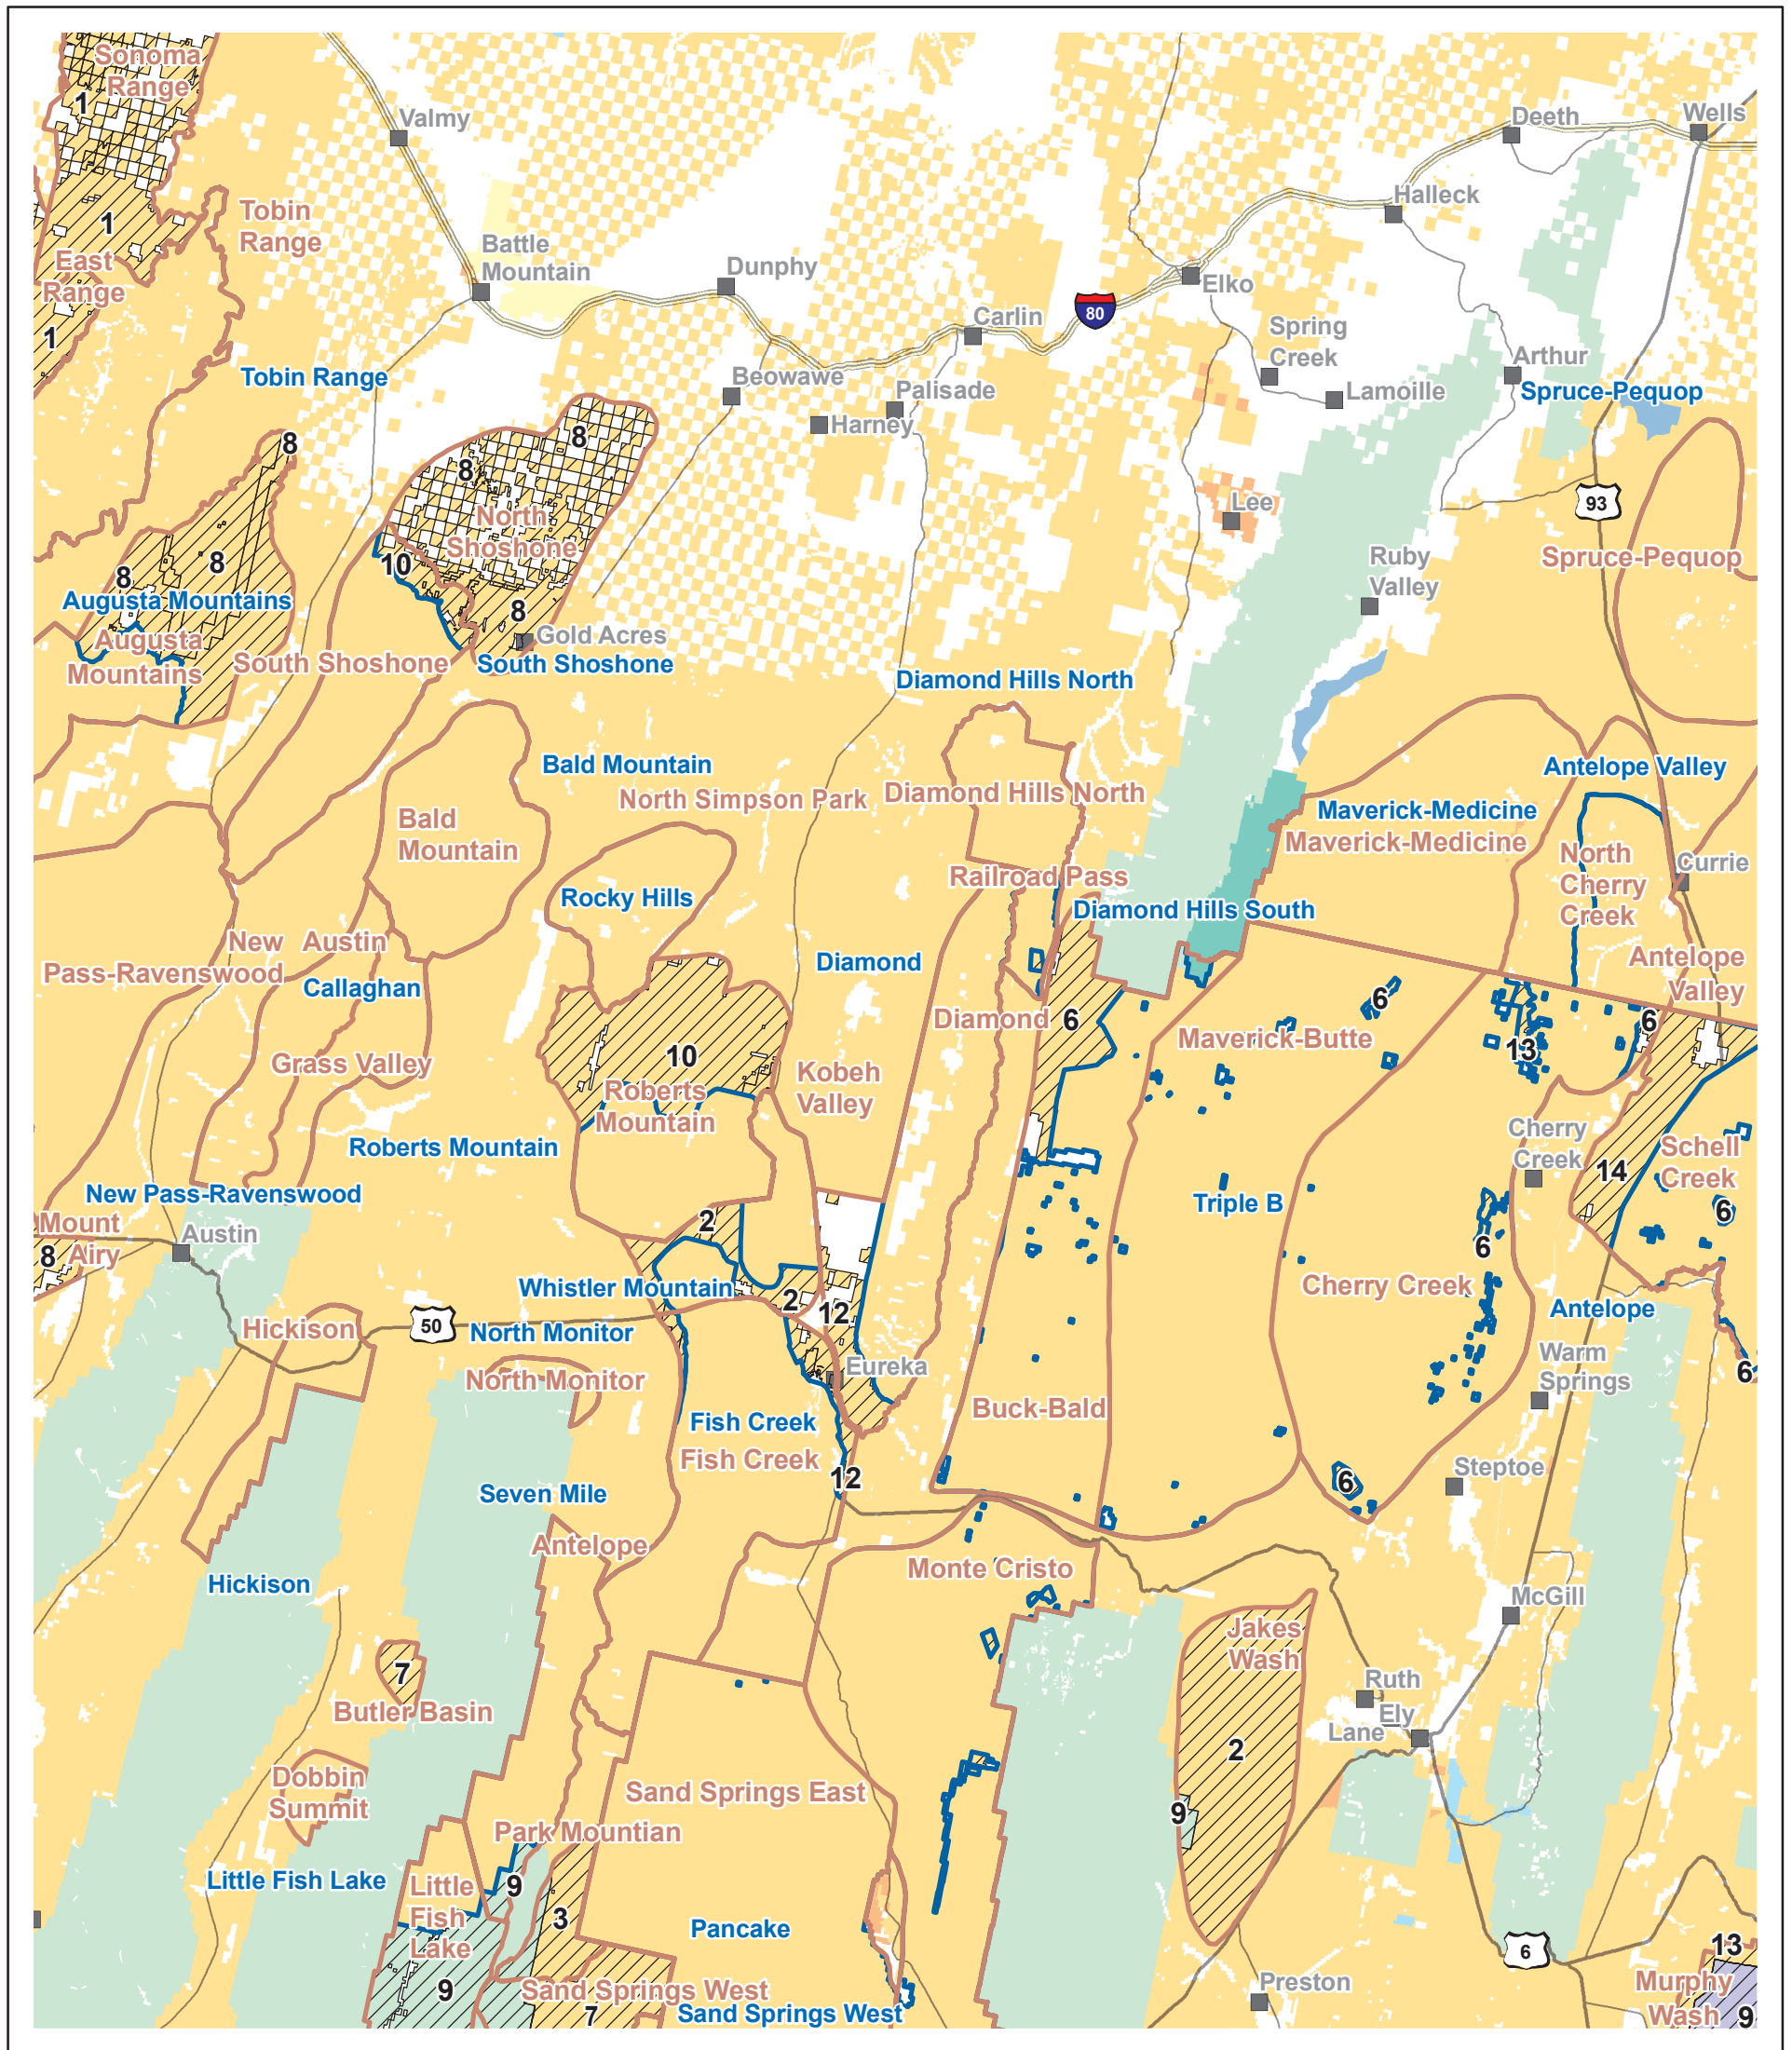 Sonoma
Range
1
Valmy
Deeth
Wells
Halleck
1
Tobin
Range
East
Range
1
Battle
Mountain
Dunphy
Elko
80
Carlin
Spring
Creek
Arthur
Tobin Range
Beowawe
Palisade
Lamoille
Spruce-Pequop
Harney
8
8
8
North
Shoshone
Lee
93
8
8
10
Ruby
Valley
Spruce-Pequop
Augusta Mountains
8
Augusta
Mountains
South Shoshone
Gold Acres
South Shoshone
Diamond Hills North
Bald Mountain
North Simpson Park
Diamond Hills North
Antelope Valley
Bald
Mountain
Maverick-Medicine
Maverick-Medicine
North
Cherry
Creek
Currie
Railroad Pass
Rocky Hills
Diamond Hills South
New
Austin
Pass-Ravenswood
Callaghan
Diamond
Antelope
Valley
Diamond
6
6
6
13
Maverick-Butte
Grass Valley
10
Roberts
Mountain
Kobeh
Valley
Roberts Mountain
Cherry
Creek
Schell
Creek
14
New Pass-Ravenswood
Triple B
6
Mount
Airy
8
Austin
2
6
Whistler Mountain
2
12
Cherry Creek
Antelope
Hickison
50
North Monitor
Eureka
Warm
Springs
6
North Monitor
Buck-Bald
Fish Creek
Fish Creek
12
Seven Mile
6
Steptoe
Antelope
Monte Cristo
Hickison
McGill
Jakes
Wash
7
Butler Basin
Ruth
Ely
Lane
2
Dobbin
Summit
Sand Springs East
9
Park Mountian
Little Fish Lake
Little
Fish
Lake
9
3
Pancake
6
13
9
Sand Springs West
7
Sand Springs West
Preston
Murphy
Wash
9